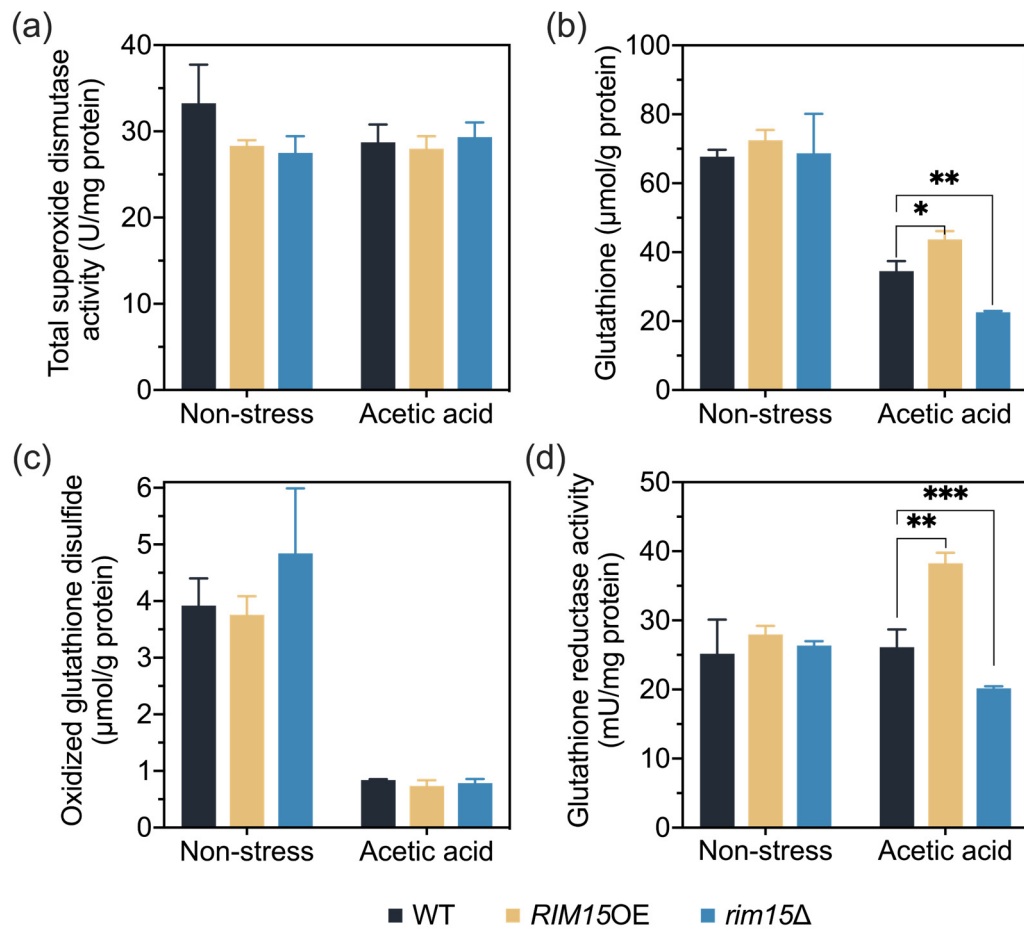 (a)
Total superoxide dismutase
activity (U/mg protein)
40
30
20
10
0
Non-stress
Acetic acid
(b)
Glutathione (μmol/g protein)
100
80
60
40
20
0
**
*
Non-stress
Acetic acid
(c)
Oxidized glutathione disulfide
(μmol/g protein)
6
5
4
3
2
1
0
Non-stress
Acetic acid
(d)
Glutathione reductase activity
(mU/mg protein)
50
40
30
20
10
0
***
**
Non-stress
Acetic acid
WT
RIM15OE
rim15Δ